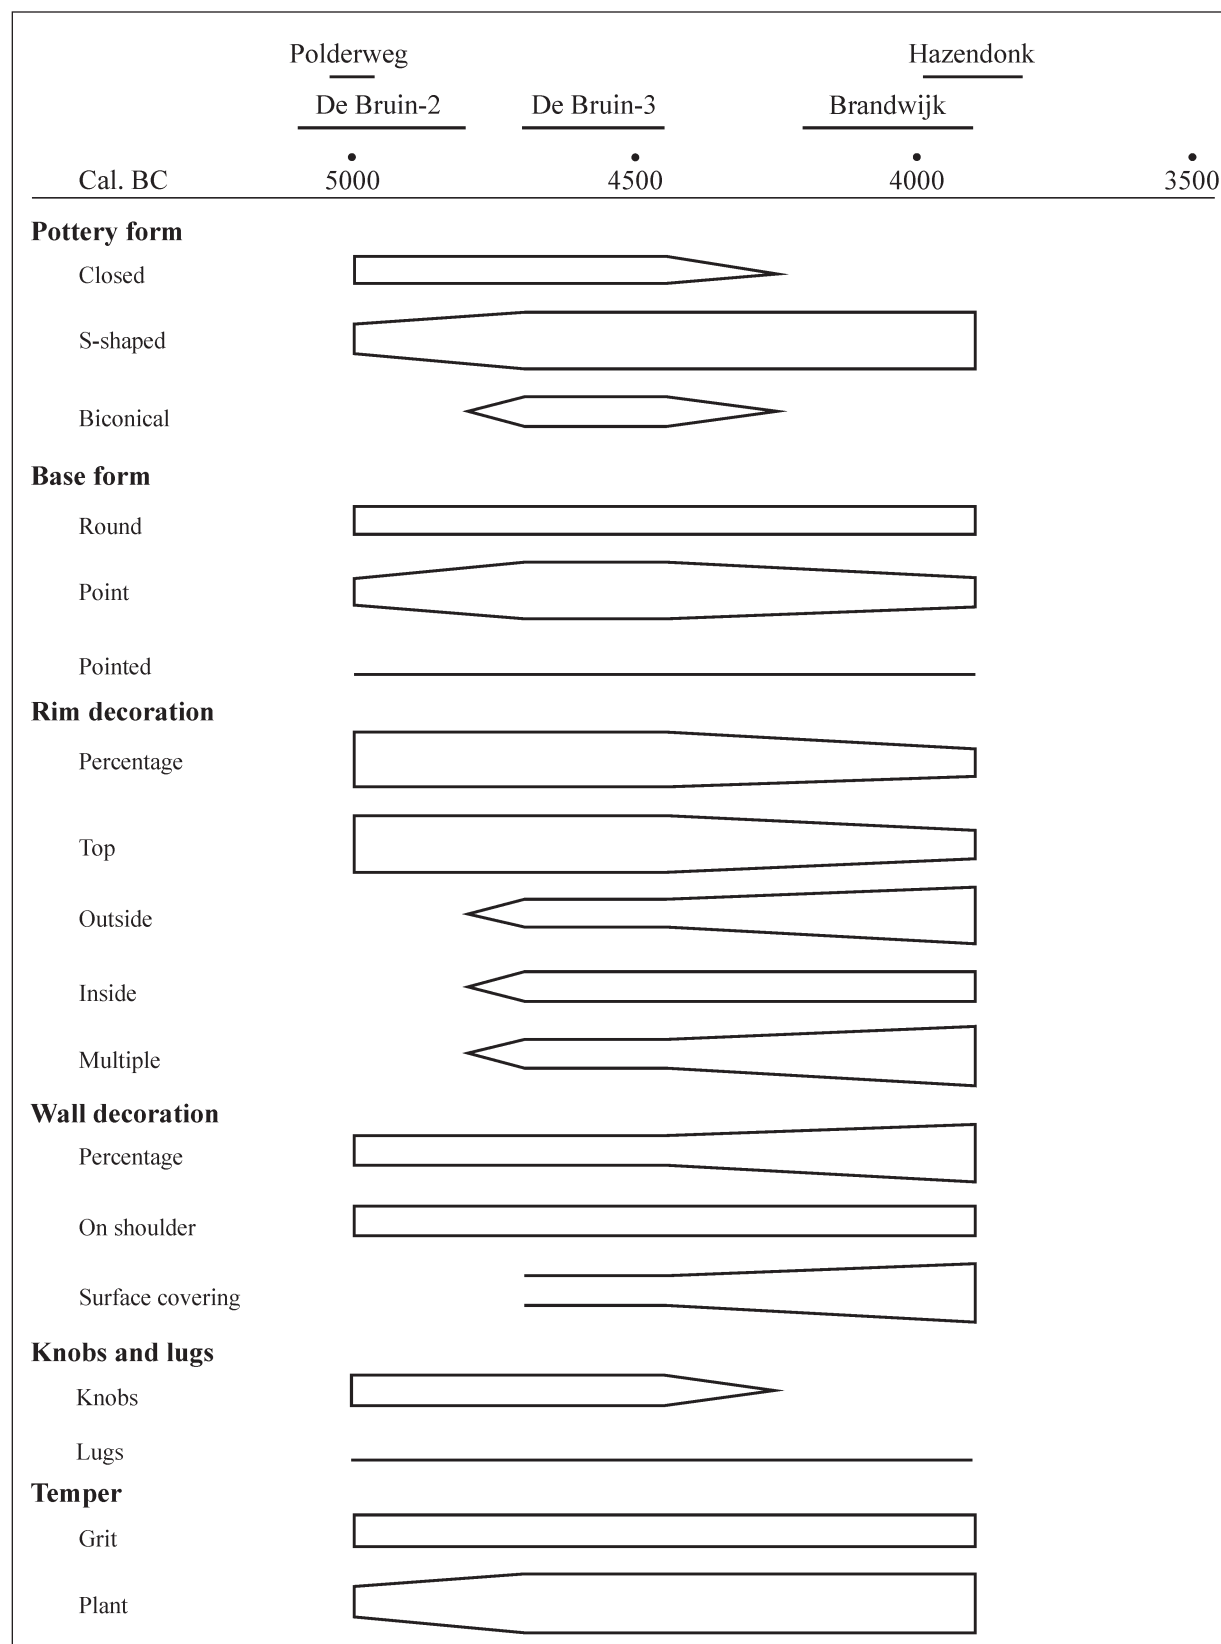 Polderweg Hazendonk
De Bruin-2 De Bruin-3 Brandwijk
Cal. BC 5000 4500 4000 3500
Pottery form
Closed
S-shaped
Biconical
Base form
Round
Point
Pointed
Rim decoration
Percentage
Top
Outside
Inside
Multiple
Wall decoration
Percentage
On shoulder
Surface covering
Knobs and lugs
Knobs
Lugs
Temper
Grit
Plant